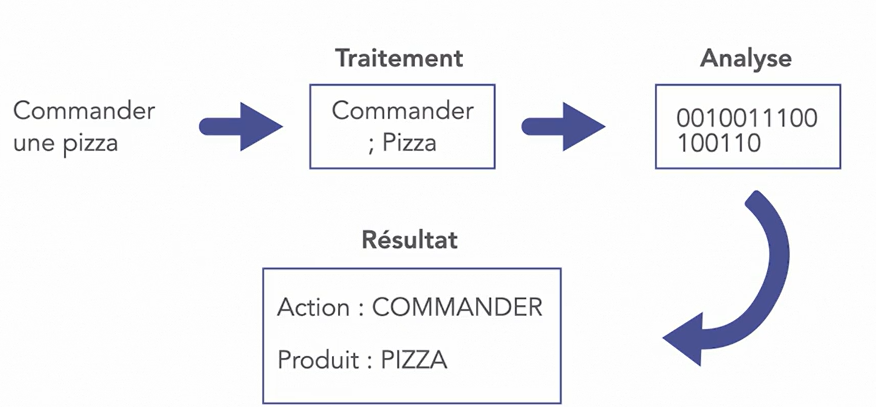 Commander
une pizza
Traitement
Commander
; Pizza
Analyse
0010011100
100110
Résultat
Action : COMMANDER
Produit : PIZZA